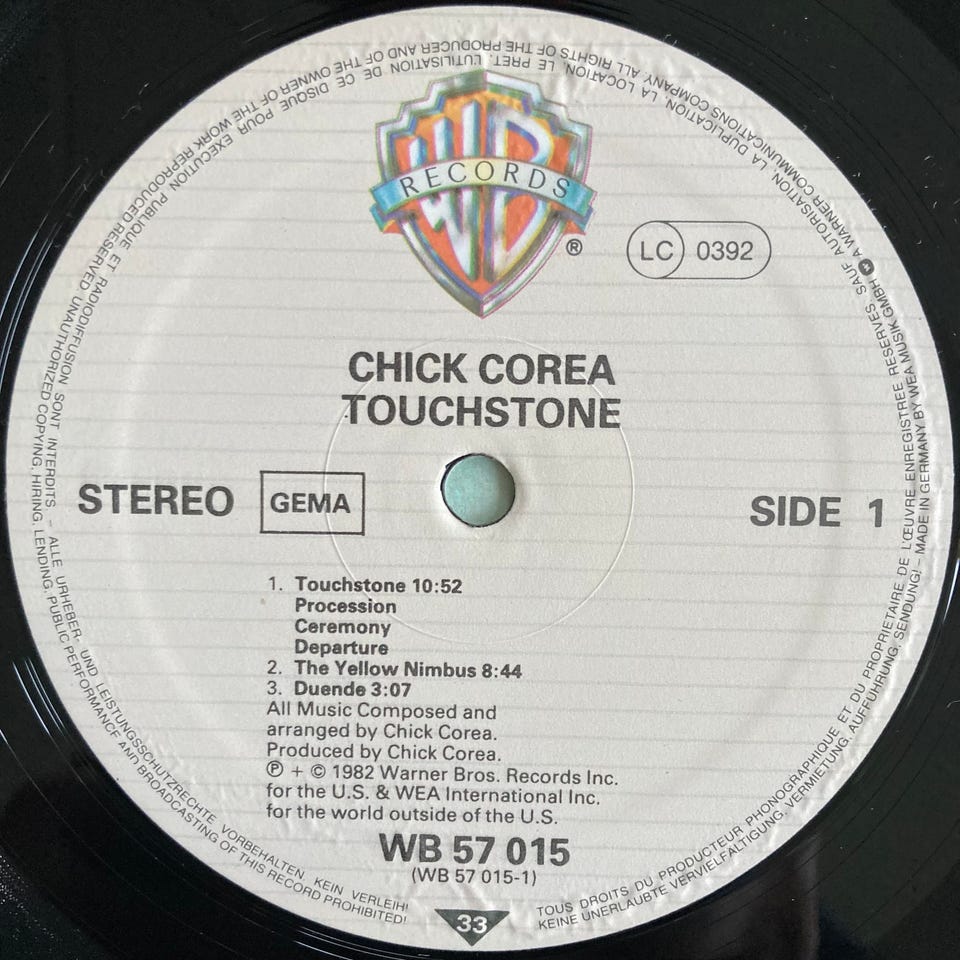 WB
RECORDS
®
LC 0392
CHICK COREA
TOUCHSTONE
STEREO
GEMA
SIDE 1
1. Touchstone 10:52
Procession
Ceremony
Departure
2. The Yellow Nimbus 8:44
3. Duende 3:07
All Music Composed and
arranged by Chick Corea.
Produced by Chick Corea.
℗ + © 1982 Warner Bros. Records Inc.
for the U.S. & WEA International Inc.
for the world outside of the U.S.
WB 57 015
(WB 57 015-1)
33
TOUS DROITS DU PRODUCTEUR PHONOGRAPHIQUE ET DU PROPRIETAIRE DE L'ŒUVRE ENREGISTREE RESERVES. SAUF AUTORISATION, LA DUPLICATION, LA LOCATION, LE PRET, L'UTILISATION DE CE DISQUE POUR EXECUTION PUBLIQUE ET RADIODIFFUSION SONT INTERDITS – ALLE URHEBER- UND LEISTUNGSSCHUTZRECHTE VORBEHALTEN. KEIN VERLEIH!
KEINE UNERLAUBTE VERVIELFÄLTIGUNG, VERMIETUNG, AUFFÜHRUNG, SENDUNG! – MADE IN GERMANY BY WEA MUSIK GMBH A WARNER COMMUNICATIONS COMPANY ALL RIGHTS OF THE PRODUCER AND OF THE OWNER OF THE WORK REPRODUCED RESERVED UNAUTHORIZED COPYING, HIRING, LENDING, PUBLIC PERFORMANCE AND BROADCASTING OF THIS RECORD PROHIBITED!